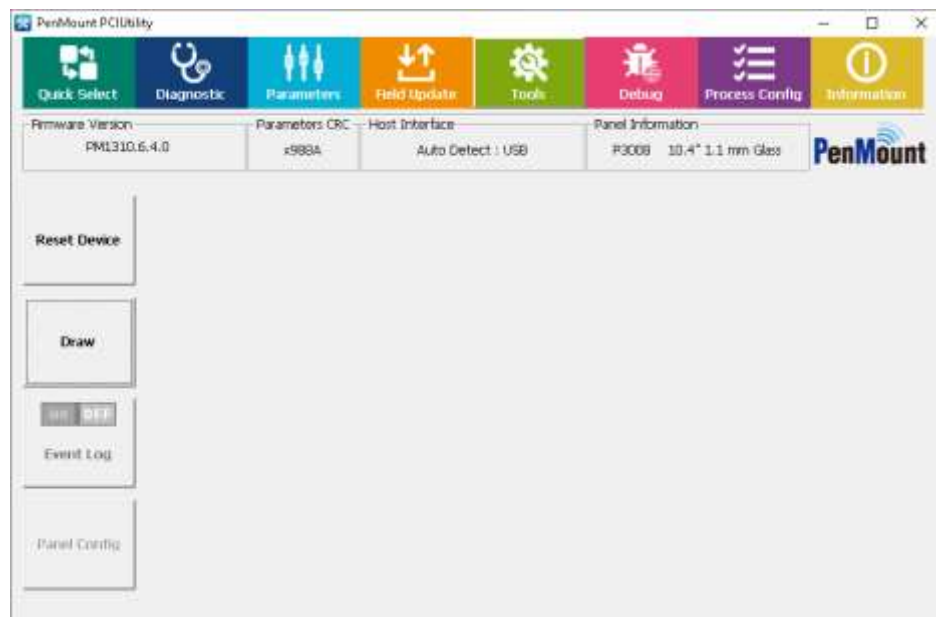 PenMount PCIUtility
Quick Select
Diagnostic
Parameters
Field Update
Tools
Debug
Process Config
Information
Firmware Version
PM1310.6.4.0
Parameters CRC
x988A
Host Interface
Auto Detect : USB
Panel Information
P3008 10.4" 1.1 mm Glass
PenMount
Reset Device
Draw
OFF
Event Log
Panel Config